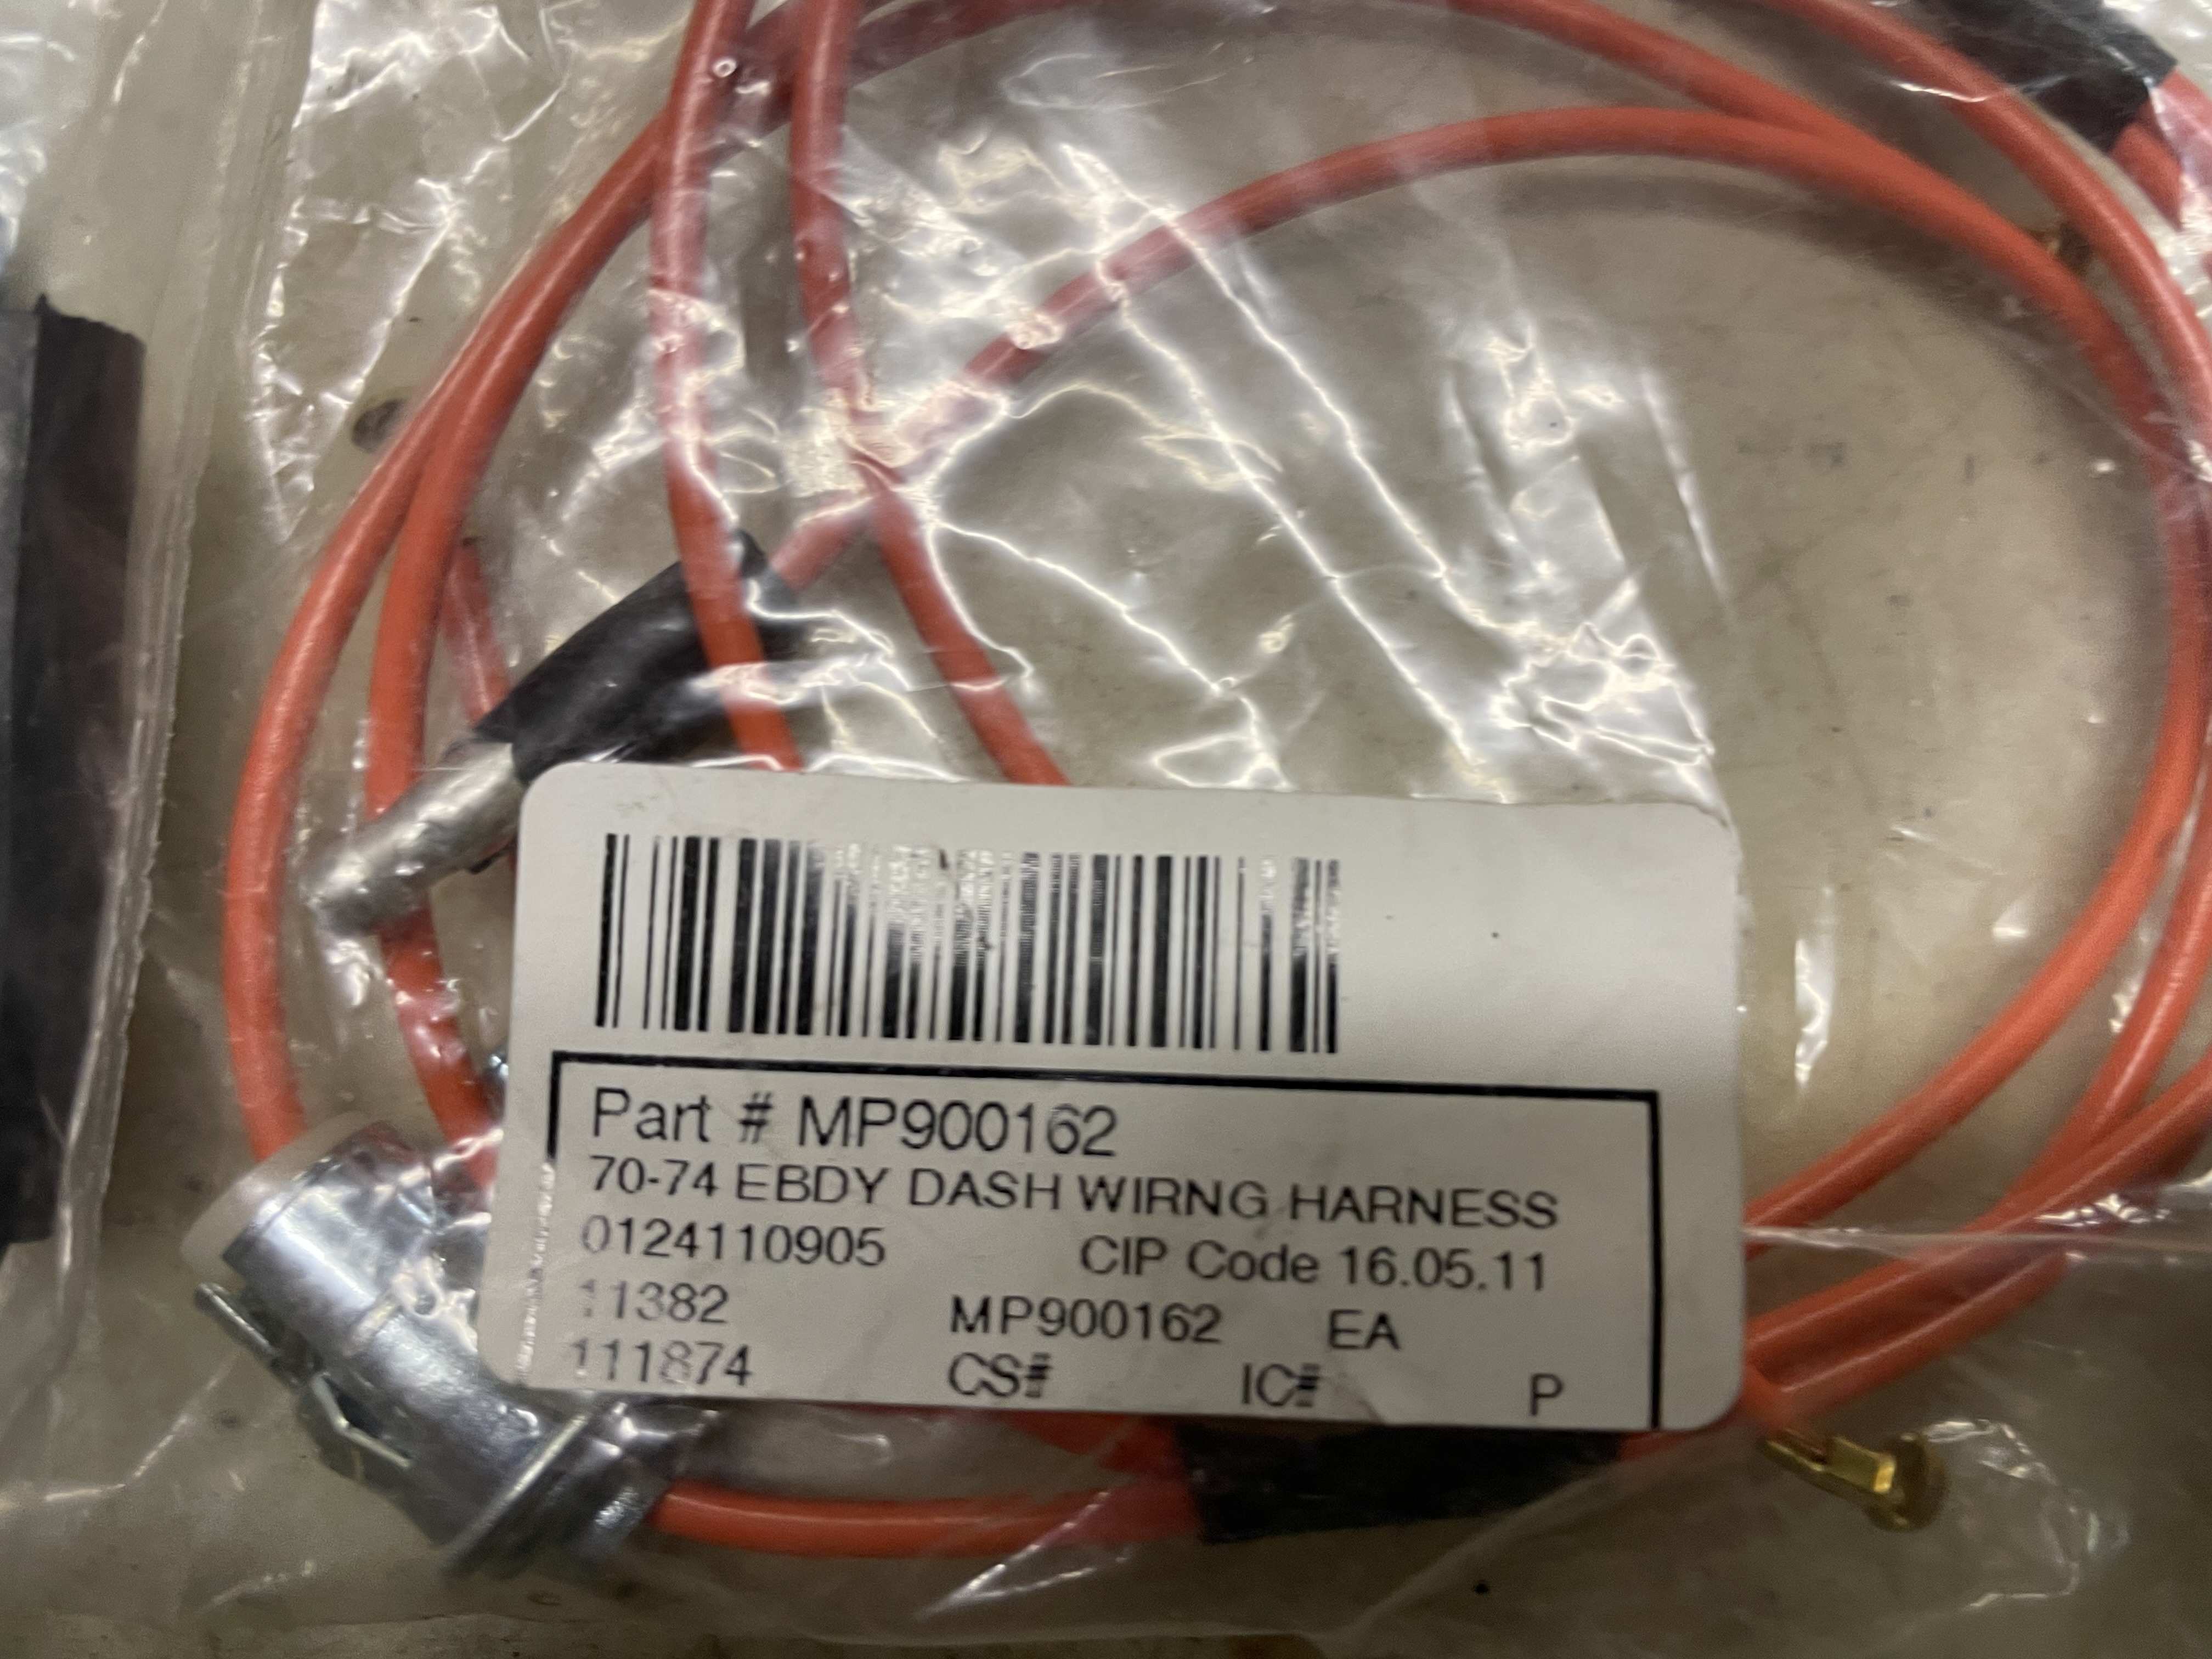 Part # MP900162
70-74 EBDY DASH WIRNG HARNESS
0124110905 CIP Code 16.05.11
11382 MP900162 EA
111874 CS# IC# P